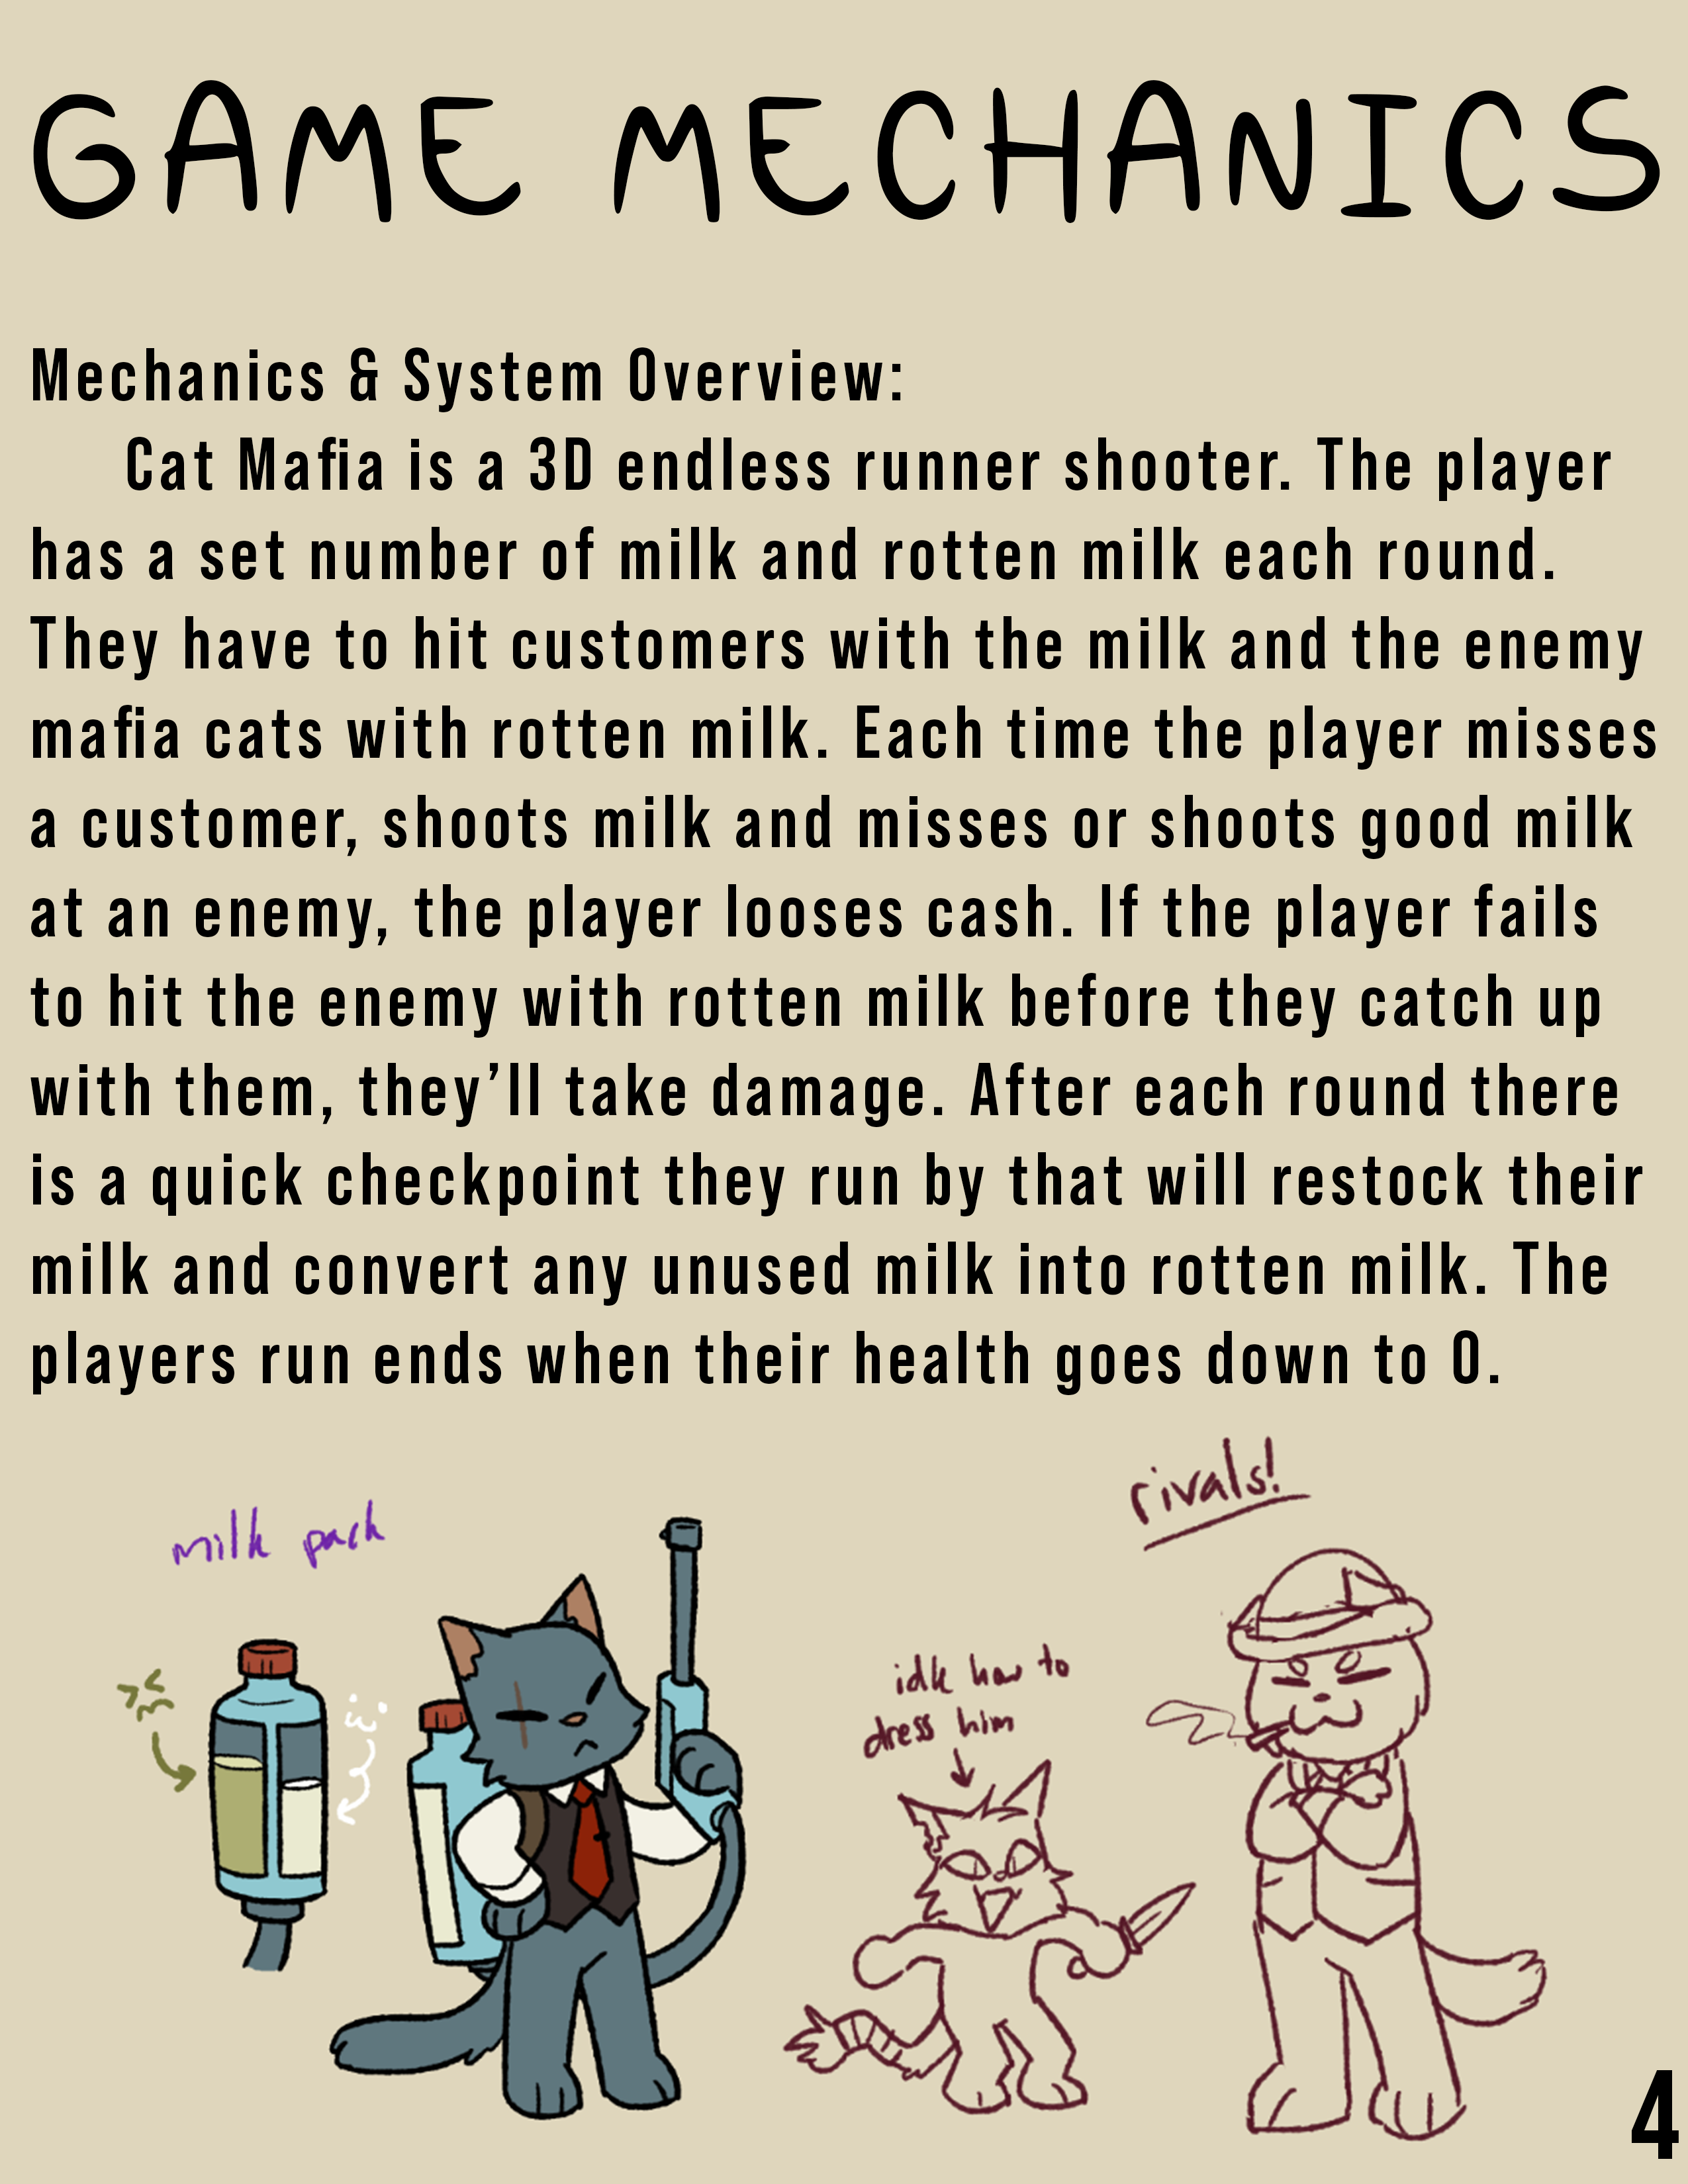 GAME MECHANICS
Mechanics & System Overview:
Cat Mafia is a 3D endless runner shooter. The player
has a set number of milk and rotten milk each round.
They have to hit customers with the milk and the enemy
mafia cats with rotten milk. Each time the player misses
a customer, shoots milk and misses or shoots good milk
at an enemy, the player looses cash. If the player fails
to hit the enemy with rotten milk before they catch up
with them, they’ll take damage. After each round there
is a quick checkpoint they run by that will restock their
milk and convert any unused milk into rotten milk. The
players run ends when their health goes down to 0.
rivals!
milk pack
idk how to
dress him
4